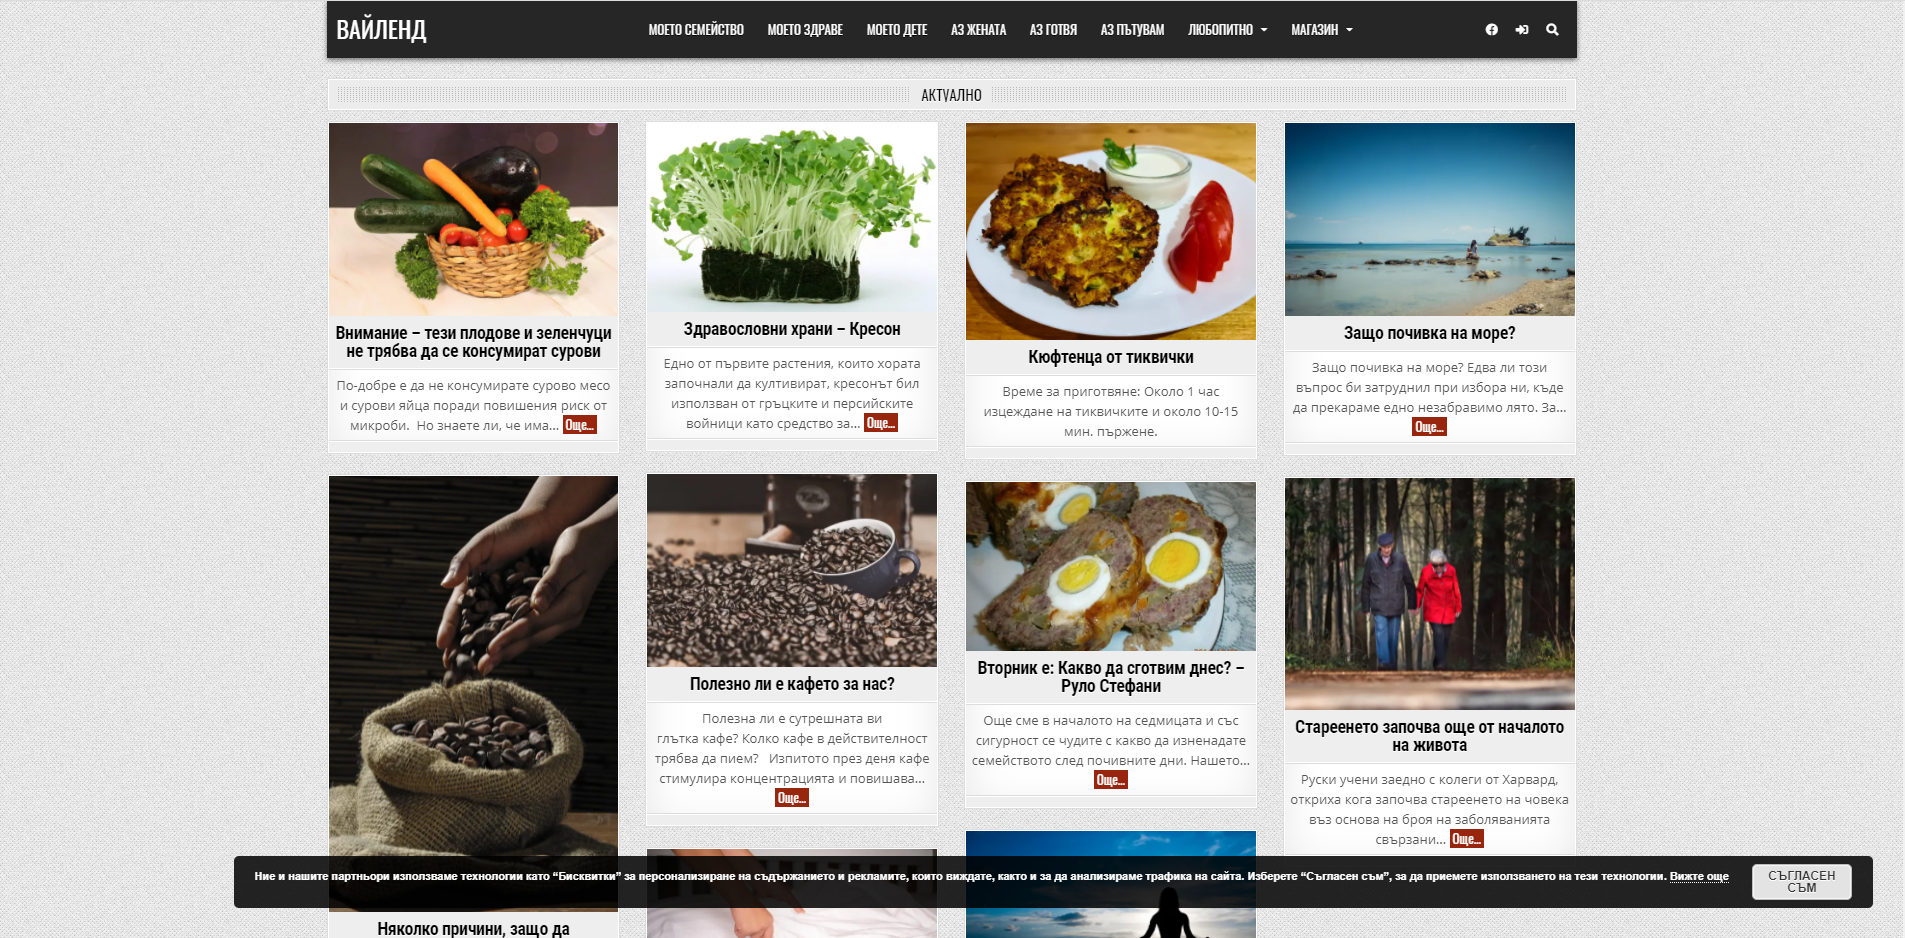 ВАЙЛЕНД
МОЕТО СЕМЕЙСТВО МОЕТО ЗДРАВЕ МОЕТО ДЕТЕ АЗ ЖЕНАТА АЗ ГОТВЯ АЗ ПЪТУВАМ ЛЮБОПИТНО МАГАЗИН
АКТУАЛНО
Внимание – тези плодове и зеленчуци
не трябва да се консумират сурови
По-добре е да не консумирате сурово месо
и сурови яйца поради повишения риск от
микроби.  Но знаете ли, че има... Още...
Здравословни храни – Кресон
Едно от първите растения, които хората
започнали да култивират, кресонът бил
използван от гръцките и персийските
войници като средство за... Още...
Кюфтенца от тиквички
Време за приготвяне: Около 1 час
изцеждане на тиквичките и около 10-15
мин. пържене.
Защо почивка на море?
Защо почивка на море? Едва ли този
въпрос би затруднил при избора ни, къде
да прекараме едно незабравимо лято. За...
Още...
Полезно ли е кафето за нас?
Полезна ли е сутрешната ви
глътка кафе? Колко кафе в действителност
трябва да пием?   Изпитото през деня кафе
стимулира концентрацията и повишава...
Още...
Вторник е: Какво да сготвим днес? –
Руло Стефани
Още сме в началото на седмицата и със
сигурност се чудите с какво да изненадате
семейството след почивните дни. Нашето...
Още...
Стареенето започва още от началото
на живота
Руски учени заедно с колеги от Харвард,
откриха кога започва стареенето на човека
въз основа на броя на заболяванията
свързани... Още...
Ние и нашите партньори използваме технологии като “Бисквитки” за персонализиране на съдържанието и рекламите, които виждате, както и за да анализираме трафика на сайта. Изберете “Съгласен съм”, за да приемете използването на тези технологии. Вижте още
СЪГЛАСЕН
СЪМ
Няколко причини, защо да